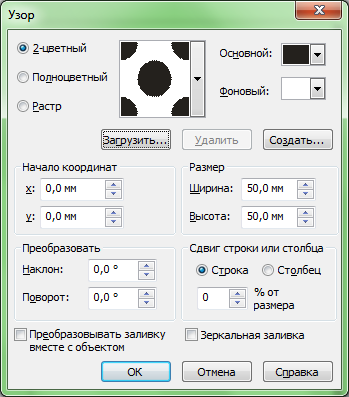 Узор
2-цветный
Полноцветный
Растр
Основной:
Фоновый:
Загрузить...
Удалить
Создать...
Начало координат
x: 0,0 мм
y: 0,0 мм
Размер
Ширина: 50,0 мм
Высота: 50,0 мм
Преобразовать
Наклон: 0,0 °
Поворот: 0,0 °
Сдвиг строки или столбца
Строка Столбец
0 % от
размера
Преобразовывать заливку
вместе с объектом
Зеркальная заливка
ОК Отмена Справка